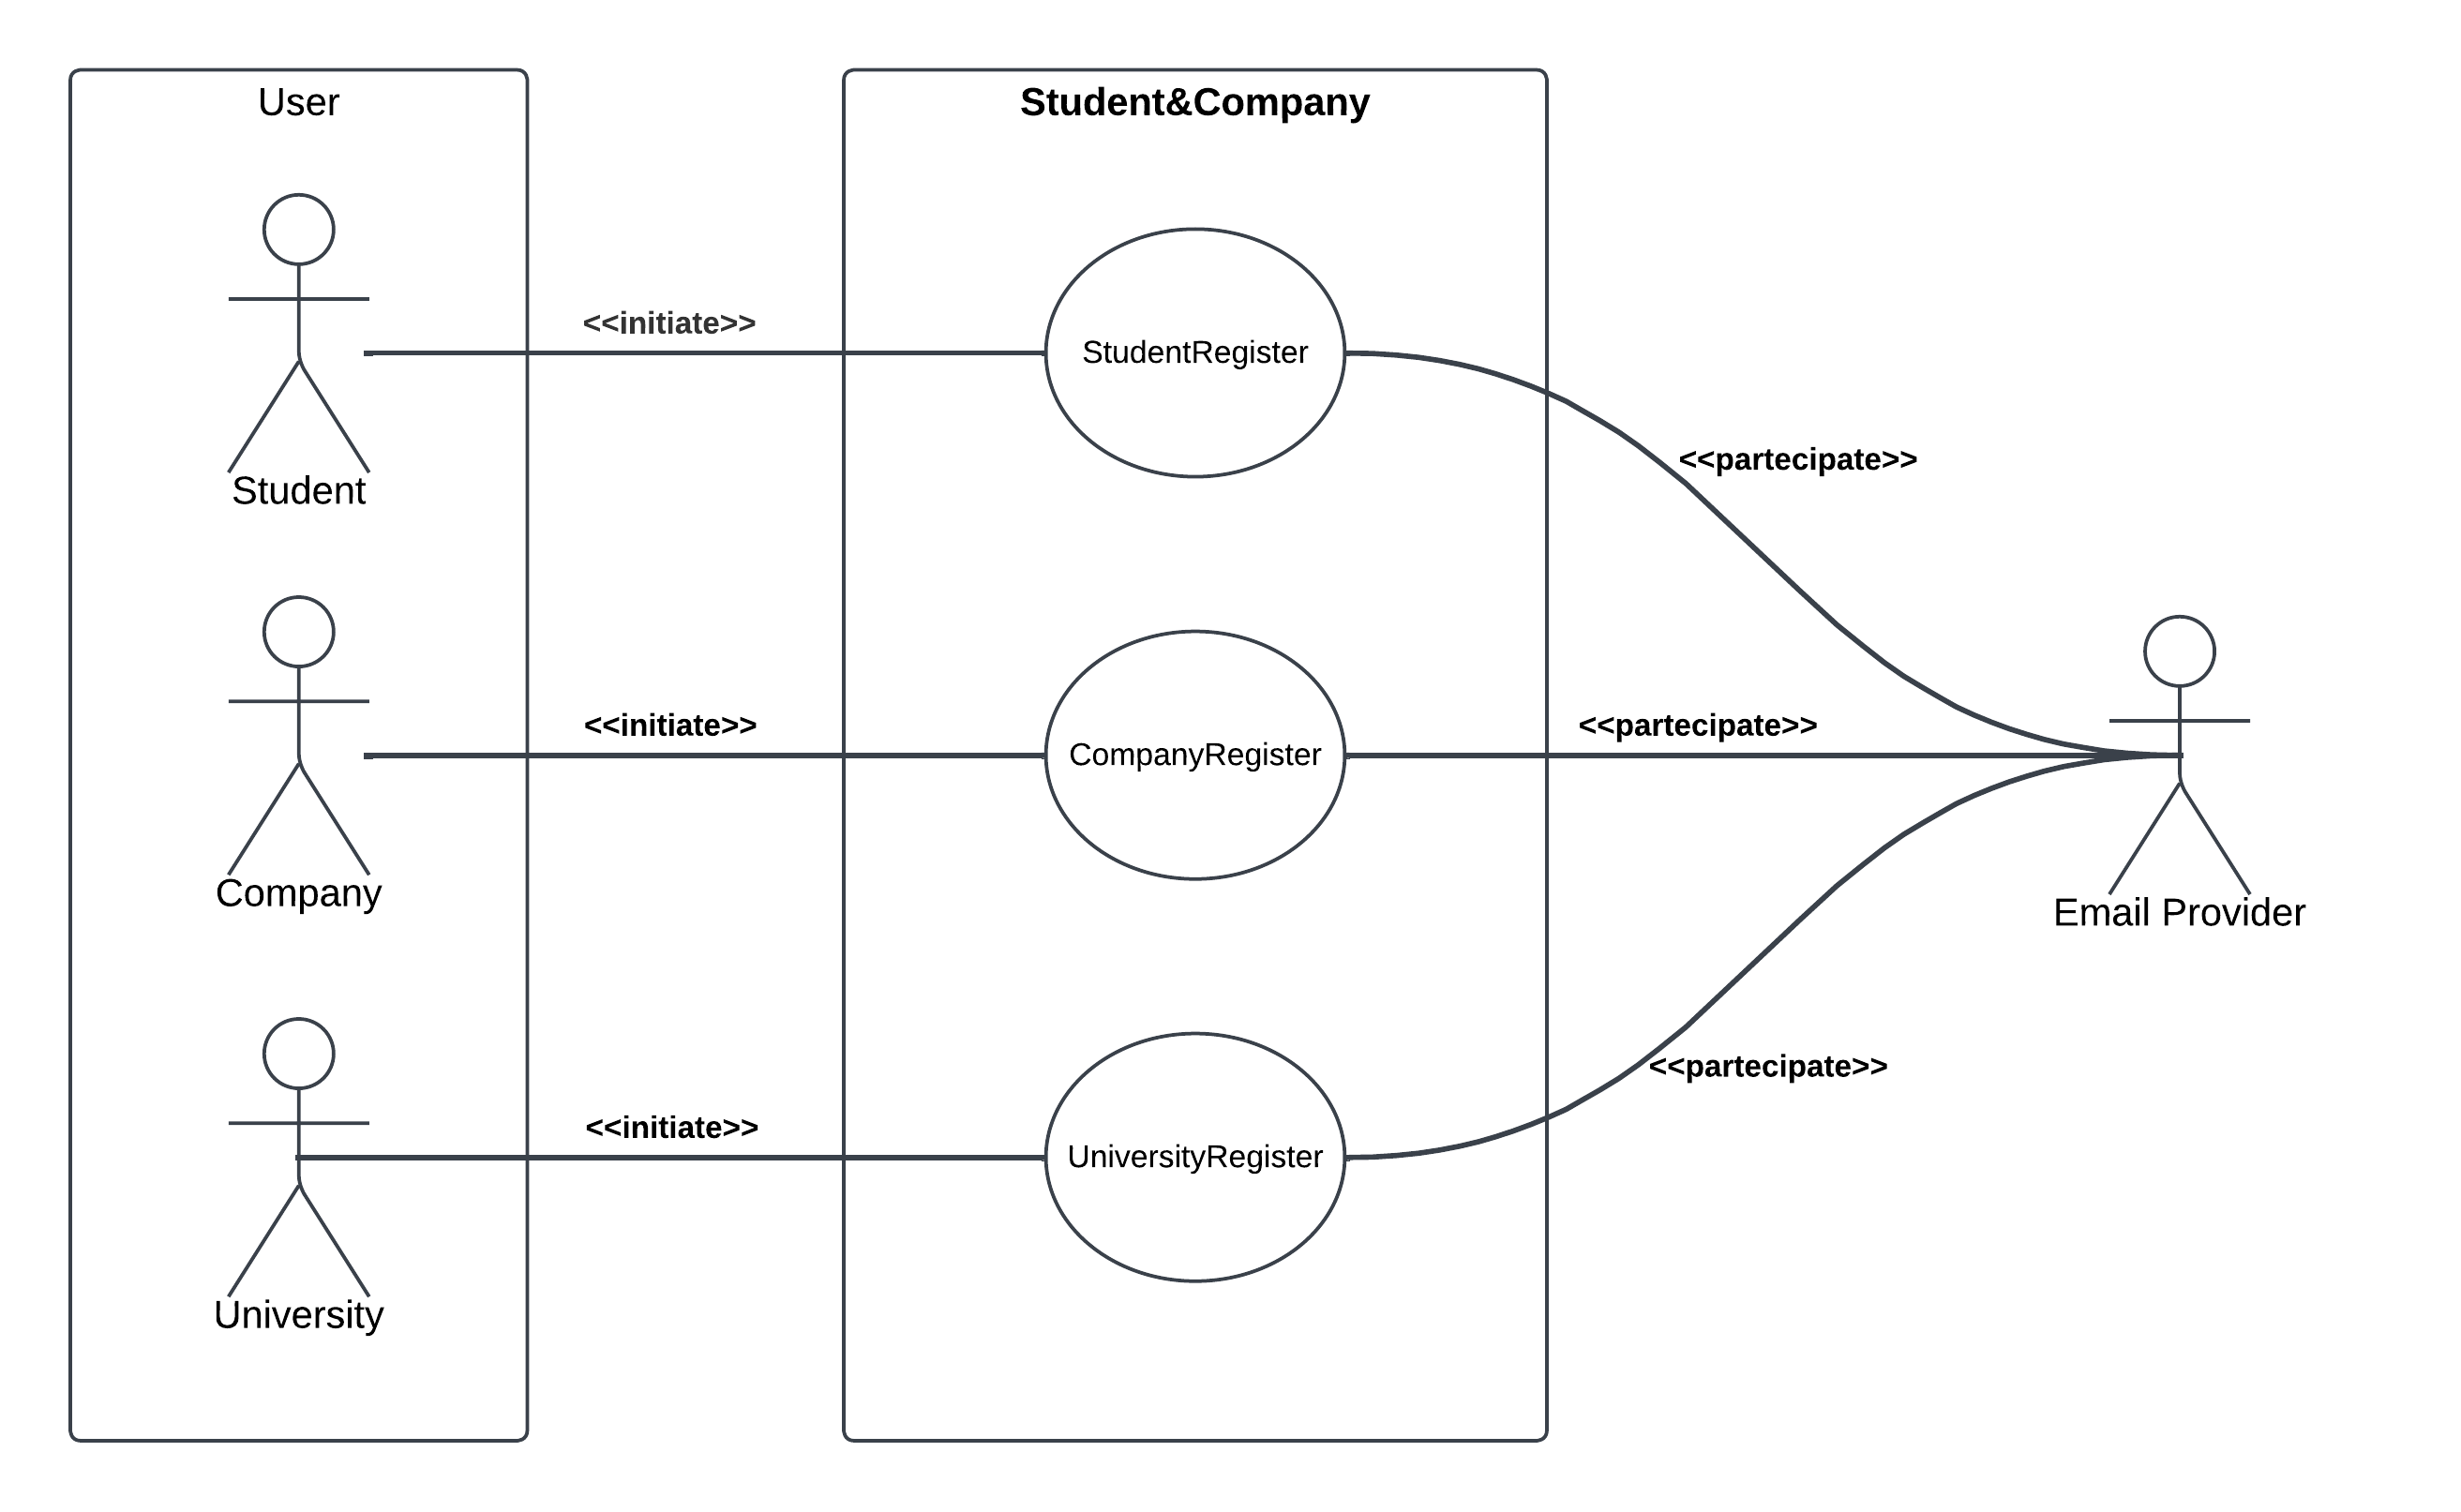 User
Student&Company
<<initiate>>
StudentRegister
<<partecipate>>
Student
<<initiate>>
CompanyRegister
<<partecipate>>
Company
Email Provider
<<initiate>>
UniversityRegister
<<partecipate>>
University